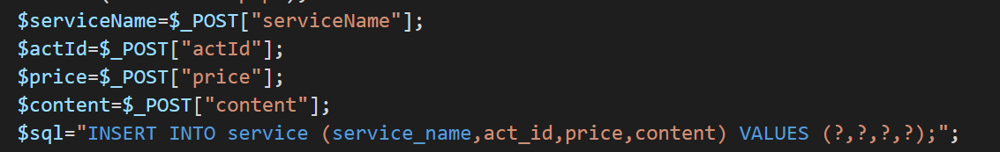 $serviceName=$_POST["serviceName"];
$actId=$_POST["actId"];
$price=$_POST["price"];
$content=$_POST["content"];
$sql="INSERT INTO service (service_name,act_id,price,content) VALUES (?,?,?,?);";